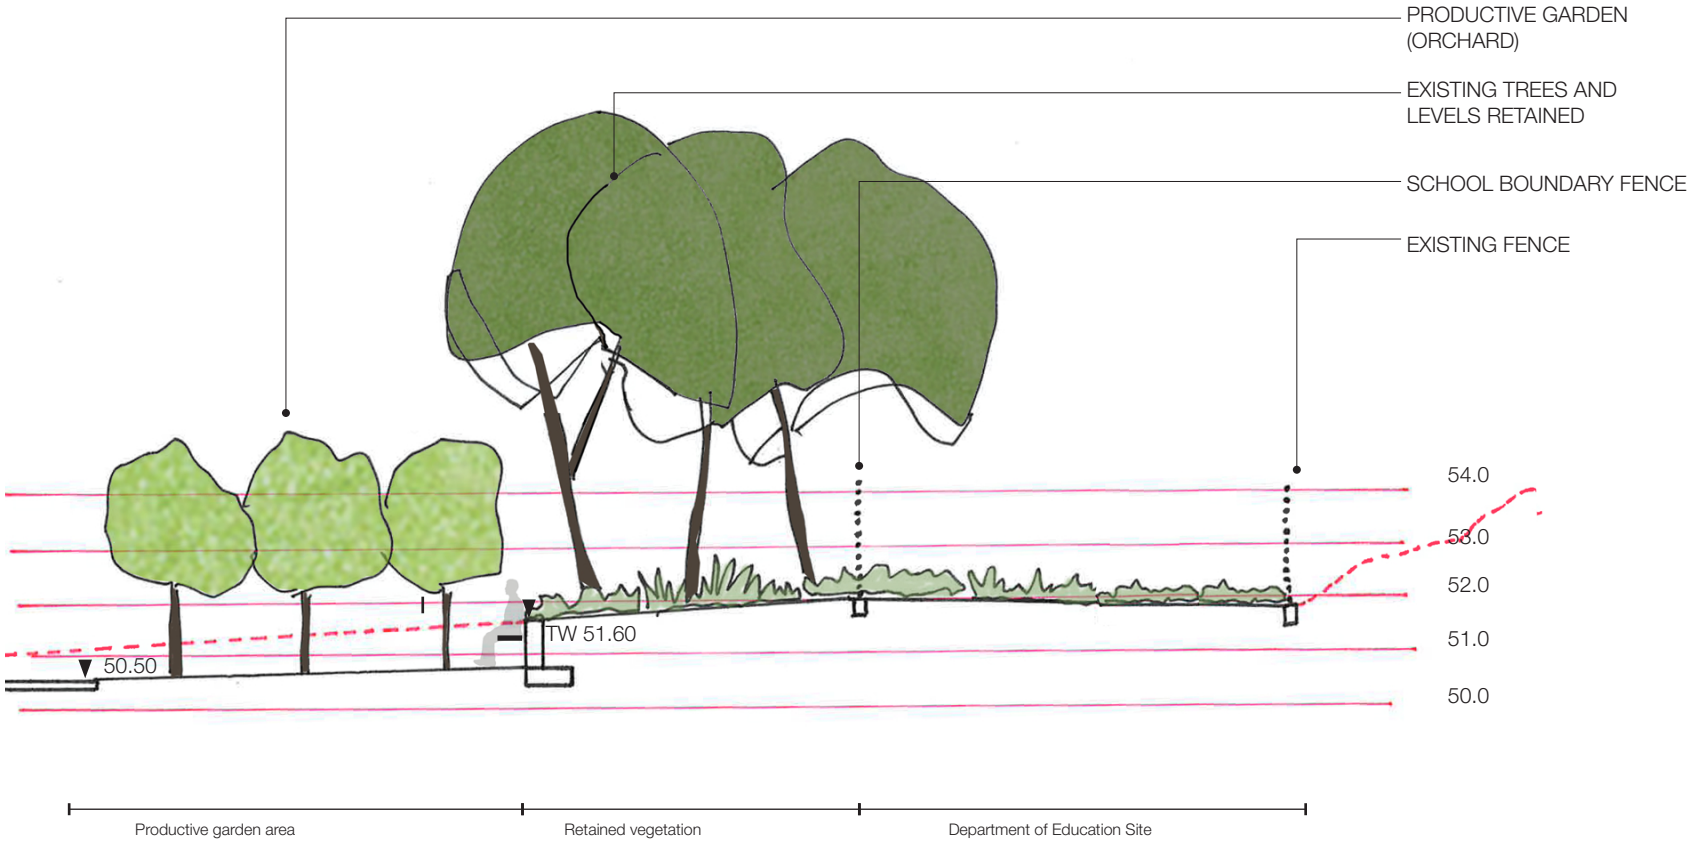 PRODUCTIVE GARDEN
(ORCHARD)
EXISTING TREES AND
LEVELS RETAINED
SCHOOL BOUNDARY FENCE
EXISTING FENCE
54.0
53.0
52.0
51.0
50.0
TW 51.60
50.50
Productive garden area
Retained vegetation
Department of Education Site